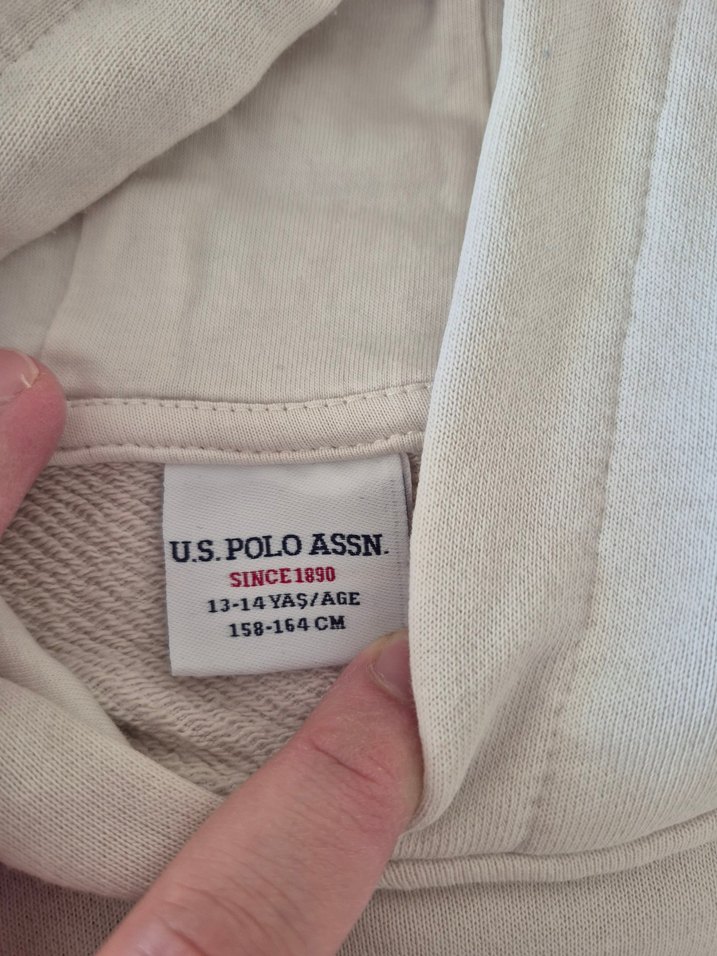 U.S. POLO ASSN.
SINCE 1890
13-14 YAŞ/AGE
158-164 CM